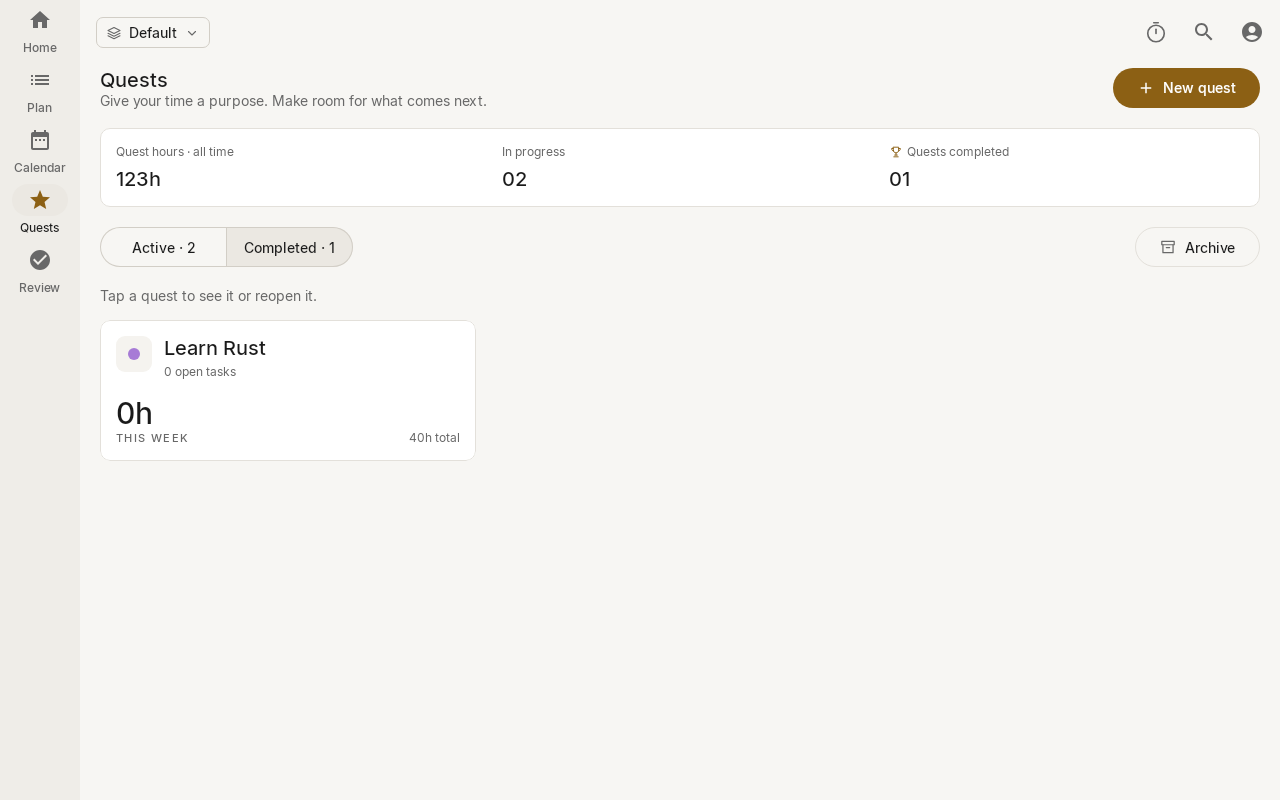 Home
Plan
Calendar
Quests
Review
Default
Quests
Give your time a purpose. Make room for what comes next.
New quest
Quest hours · all time
123h
In progress
02
Quests completed
01
Active · 2
Completed · 1
Archive
Tap a quest to see it or reopen it.
Learn Rust
0 open tasks
0h
THIS WEEK
40h total